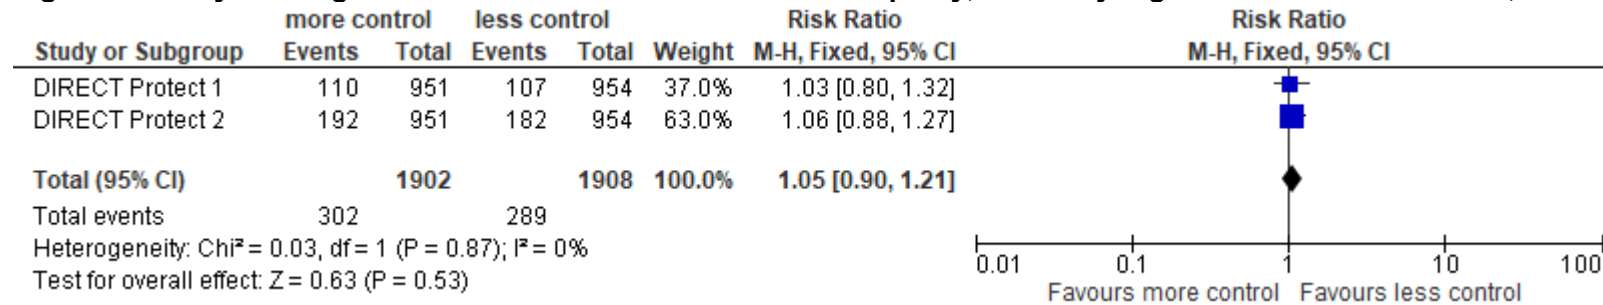 more control less control Risk Ratio Risk Ratio
Study or Subgroup Events Total Events Total Weight M-H, Fixed, 95% CI M-H, Fixed, 95% CI
DIRECT Protect 1 110 951 107 954 37.0% 1.03 [0.80, 1.32]
DIRECT Protect 2 192 951 182 954 63.0% 1.06 [0.88, 1.27]
Total (95% CI) 1902 1908 100.0% 1.05 [0.90, 1.21]
Total events 302 289
Heterogeneity: Chi² = 0.03, df = 1 (P = 0.87); I² = 0%
Test for overall effect: Z = 0.63 (P = 0.53)
0.01 0.1 1 10 100
Favours more control Favours less control